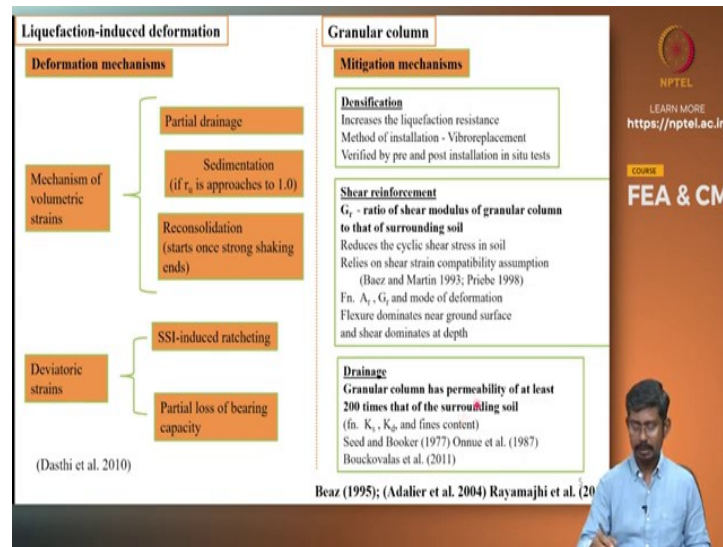 Liquefaction-induced deformation
Deformation mechanisms
Mechanism of
volumetric
strains
Partial drainage
Sedimentation
(if ru is approaches to 1.0)
Reconsolidation
(starts once strong shaking
ends)
Deviatoric
strains
SSI-induced ratcheting
Partial loss of bearing
capacity
(Dasthi et al. 2010)
Granular column
Mitigation mechanisms
Densification
Increases the liquefaction resistance
Method of installation - Vibroreplacement
Verified by pre and post installation in situ tests
Shear reinforcement
Gr - ratio of shear modulus of granular column
to that of surrounding soil
Reduces the cyclic shear stress in soil
Relies on shear strain compatibility assumption
(Baez and Martin 1993; Priebe 1998)
Fn. Ar , Gr and mode of deformation
Flexure dominates near ground surface
and shear dominates at depth
Drainage
Granular column has permeability of at least
200 times that of the surrounding soil
(fn. Ks , Kd, and fines content)
Seed and Booker (1977) Onnue et al. (1987)
Bouckovalas et al. (2011)
5
Beaz (1995); (Adalier et al. 2004) Rayamajhi et al. (20
NPTEL
LEARN MORE
https://nptel.ac.in
COURSE
FEA & CM